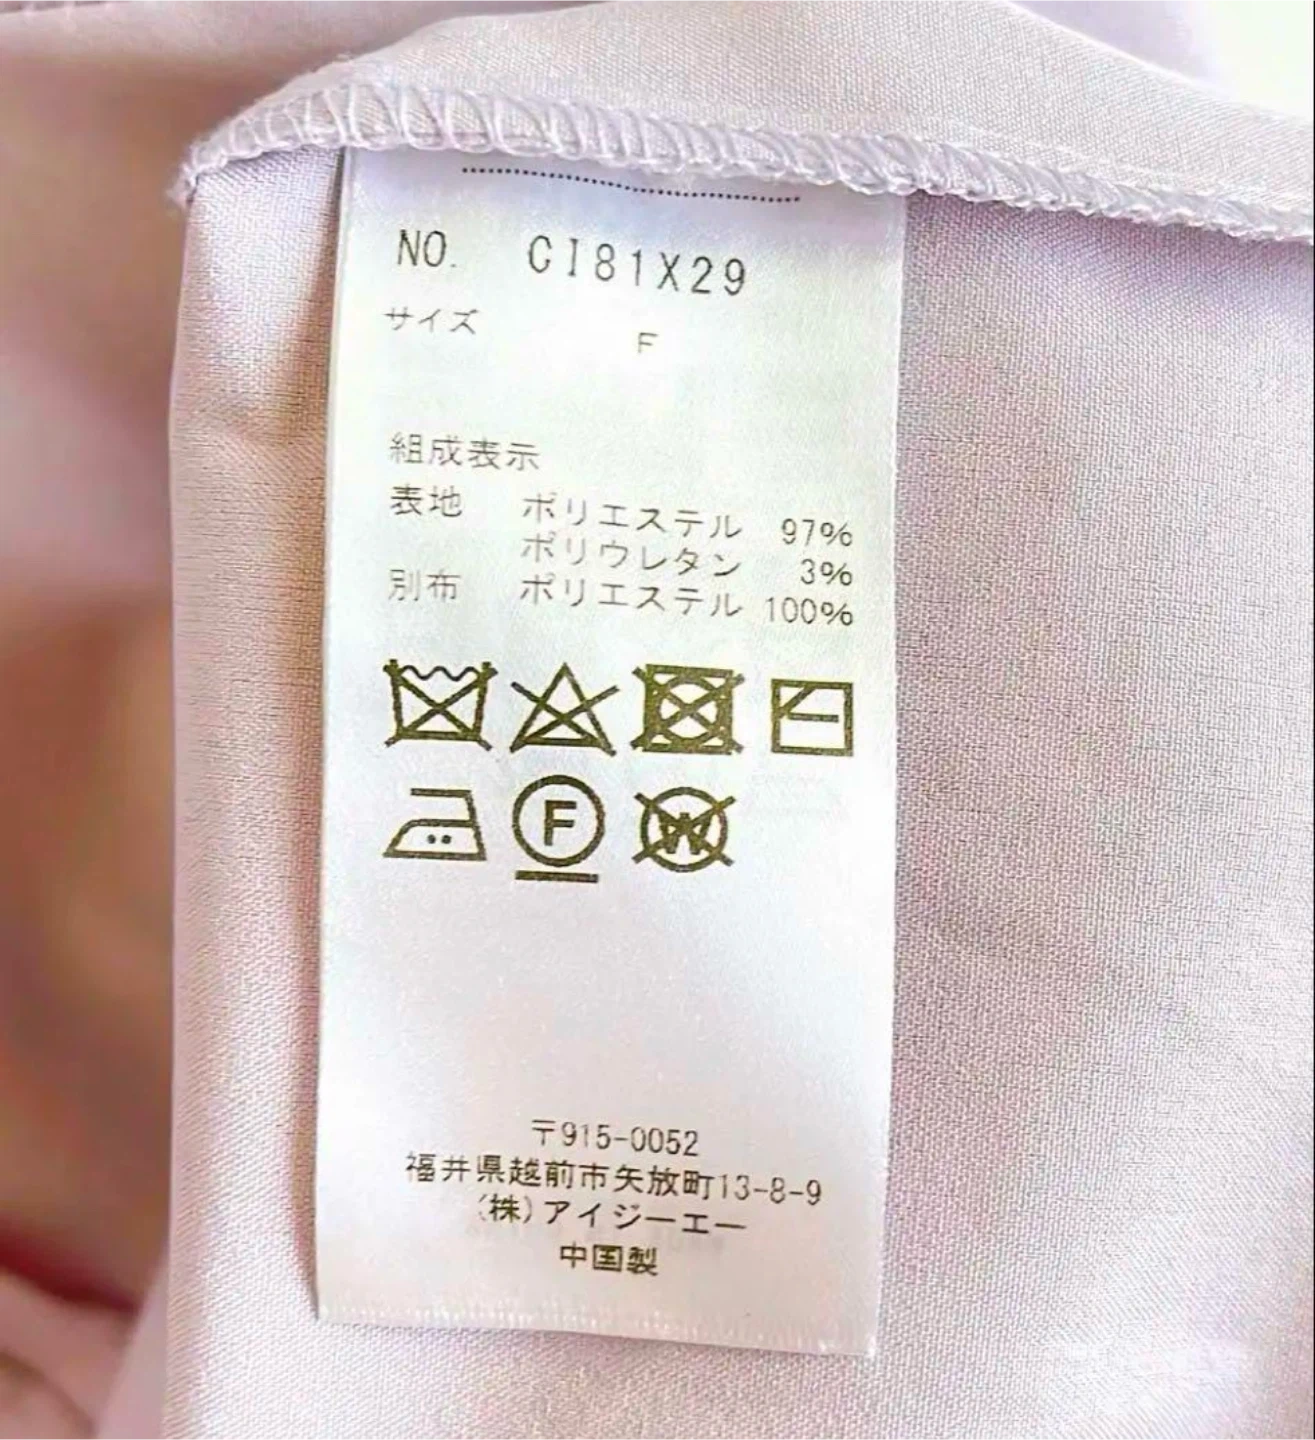 NO. CI81X29
サイズ F
組成表示
表地 ポリエステル 97%
ポリウレタン 3%
別布 ポリエステル 100%
F W
〒915-0052
福井県越前市矢放町13-8-9
(株)アイジーエー
中国製